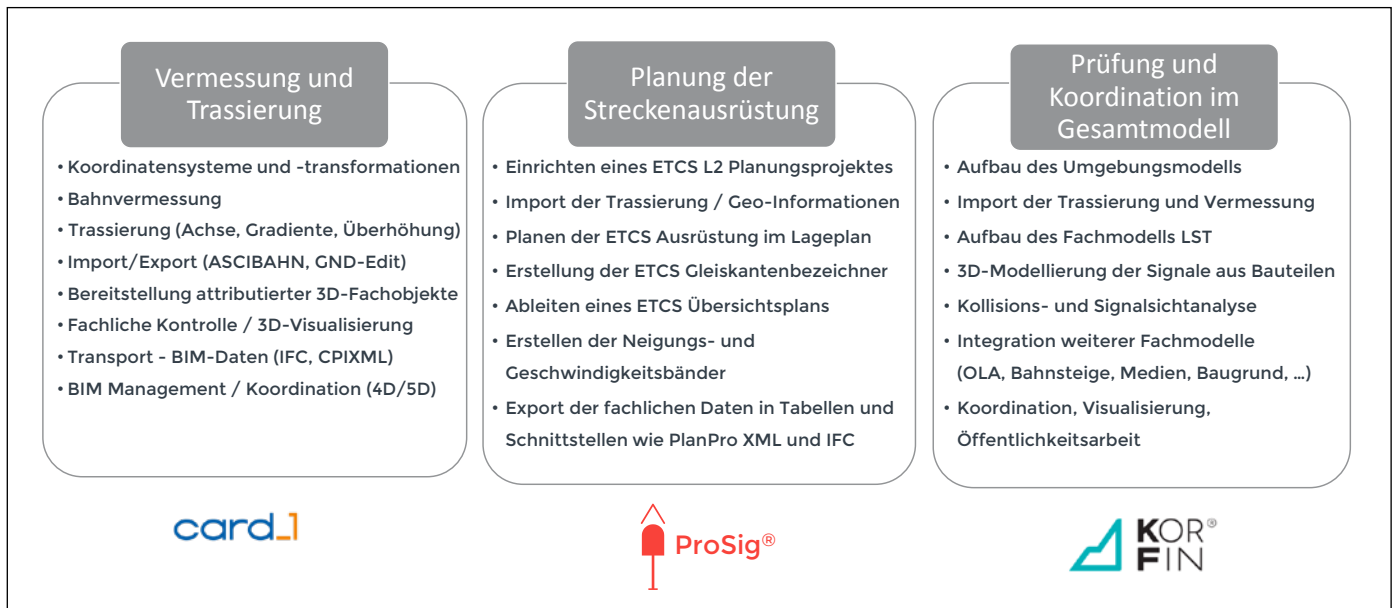 Vermessung und
Trassierung
• Koordinatensysteme und -transformationen
• Bahnvermessung
• Trassierung (Achse, Gradiente, Überhöhung)
• Import/Export (ASCIBAHN, GND-Edit)
• Bereitstellung attributierter 3D-Fachobjekte
• Fachliche Kontrolle / 3D-Visualisierung
• Transport - BIM-Daten (IFC, CPIXML)
• BIM Management / Koordination (4D/5D)
card_1
Planung der
Streckenausrüstung
• Einrichten eines ETCS L2 Planungsprojektes
• Import der Trassierung / Geo-Informationen
• Planen der ETCS Ausrüstung im Lageplan
• Erstellung der ETCS Gleiskantenbezeichner
• Ableiten eines ETCS Übersichtsplans
• Erstellen der Neigungs- und
Geschwindigkeitsbänder
• Export der fachlichen Daten in Tabellen und
Schnittstellen wie PlanPro XML und IFC
ProSig®
Prüfung und
Koordination im
Gesamtmodell
• Aufbau des Umgebungsmodells
• Import der Trassierung und Vermessung
• Aufbau des Fachmodells LST
• 3D-Modellierung der Signale aus Bauteilen
• Kollisions- und Signalsichtanalyse
• Integration weiterer Fachmodelle
(OLA, Bahnsteige, Medien, Baugrund, ...)
• Koordination, Visualisierung,
Öffentlichkeitsarbeit
KOR®
FIN